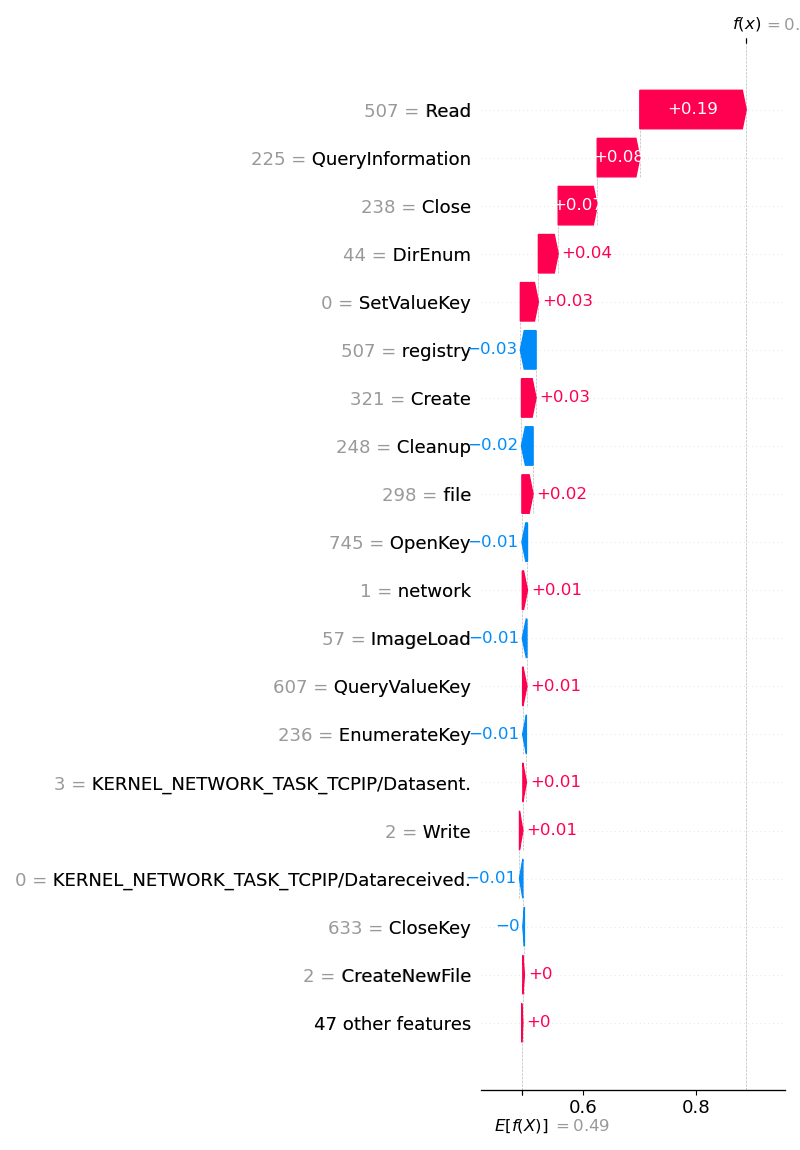 f(x) = 0.
507 = Read +0.19
225 = QueryInformation +0.08
238 = Close +0.07
44 = DirEnum +0.04
0 = SetValueKey +0.03
507 = registry −0.03
321 = Create +0.03
248 = Cleanup −0.02
298 = file +0.02
745 = OpenKey −0.01
1 = network +0.01
57 = ImageLoad −0.01
607 = QueryValueKey +0.01
236 = EnumerateKey −0.01
3 = KERNEL_NETWORK_TASK_TCPIP/Datasent. +0.01
2 = Write +0.01
0 = KERNEL_NETWORK_TASK_TCPIP/Datareceived. −0.01
633 = CloseKey −0
2 = CreateNewFile +0
47 other features +0
0.6 0.8
E[f(X)] = 0.49